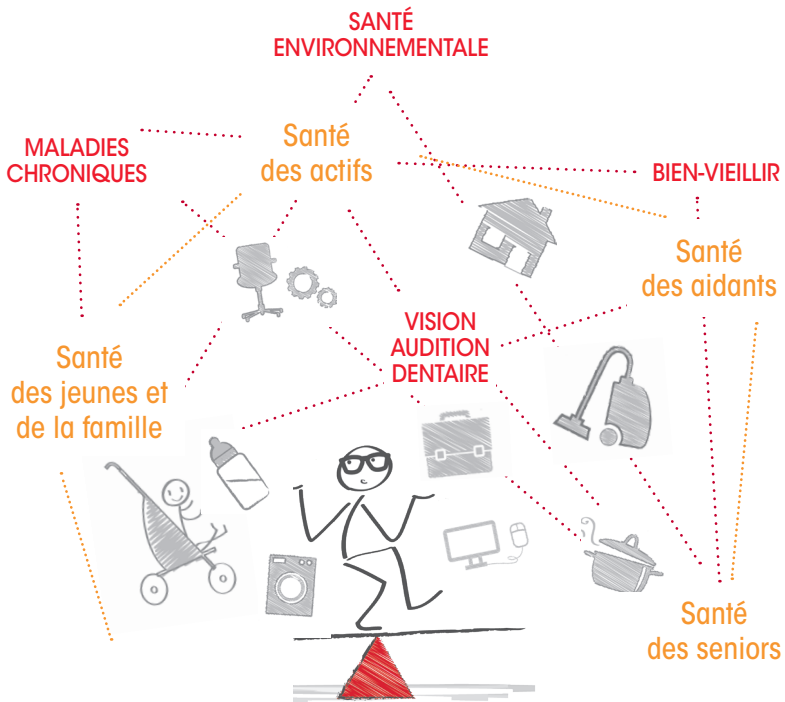 SANTÉ
ENVIRONNEMENTALE
Santé
des actifs
MALADIES
CHRONIQUES
BIEN-VIEILLIR
Santé
des aidants
VISION
AUDITION
DENTAIRE
Santé
des jeunes et
de la famille
Santé
des seniors